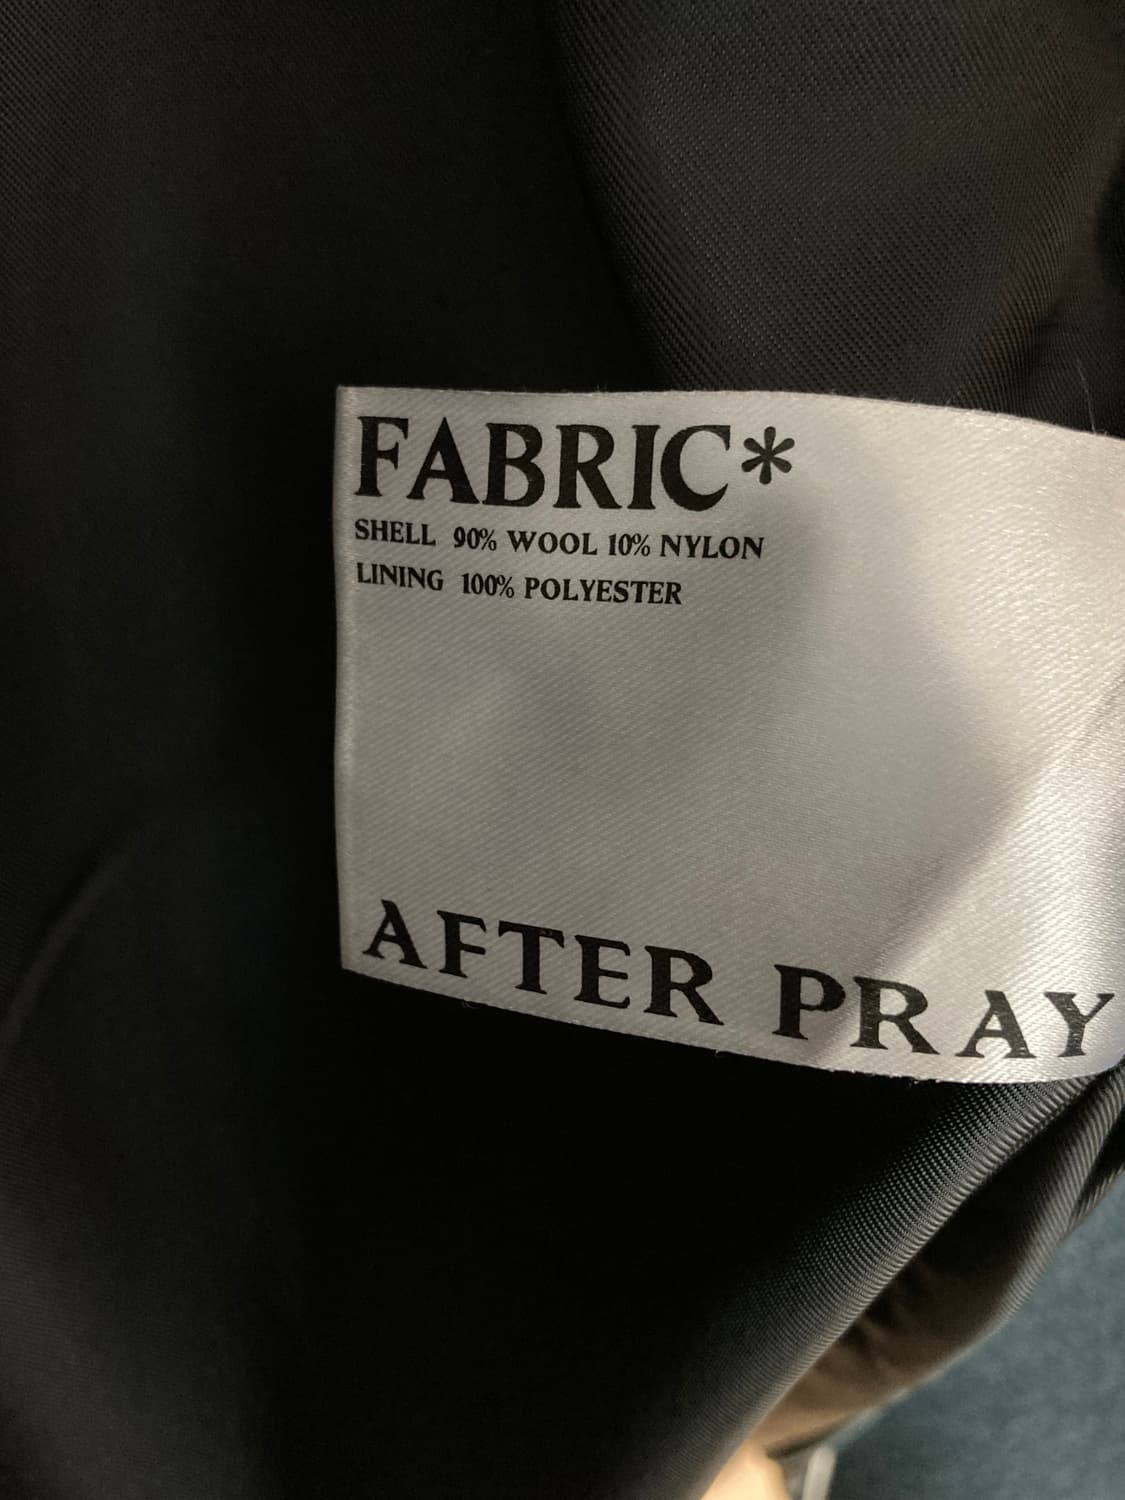 FABRIC*
SHELL 90% WOOL 10% NYLON
LINING 100% POLYESTER
AFTER PRAY